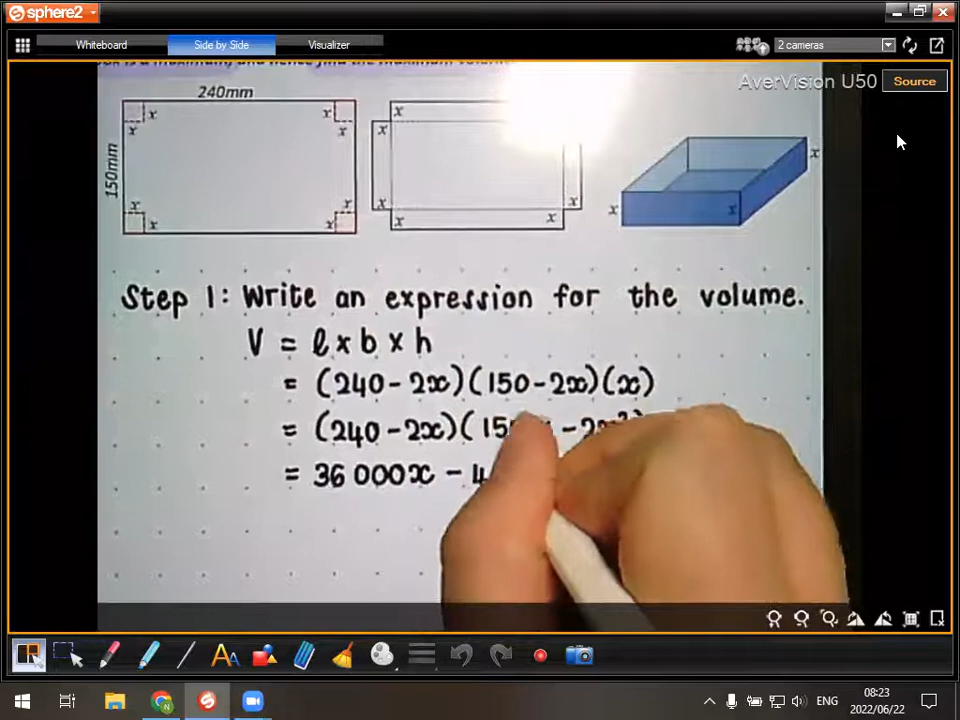 sphere2
Whiteboard Side by Side Visualizer 2 cameras
AverVision U50 Source
240mm
150mm
x x x x
x x x x
x x x
x x x x
x x x
Step 1: Write an expression for the volume.
V = l x b x h
= (240 - 2x)(150 - 2x)(x)
= (240 - 2x)(15 - 2x²)
= 36 000x - 4
ENG 08:23
2022/06/22